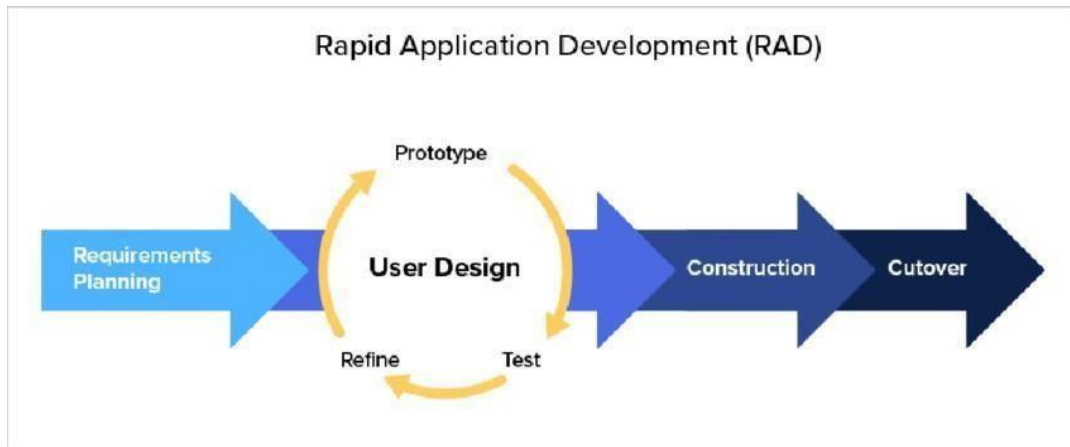 Rapid Application Development (RAD)
Prototype
Requirements
Planning
User Design
Construction
Cutover
Refine
Test